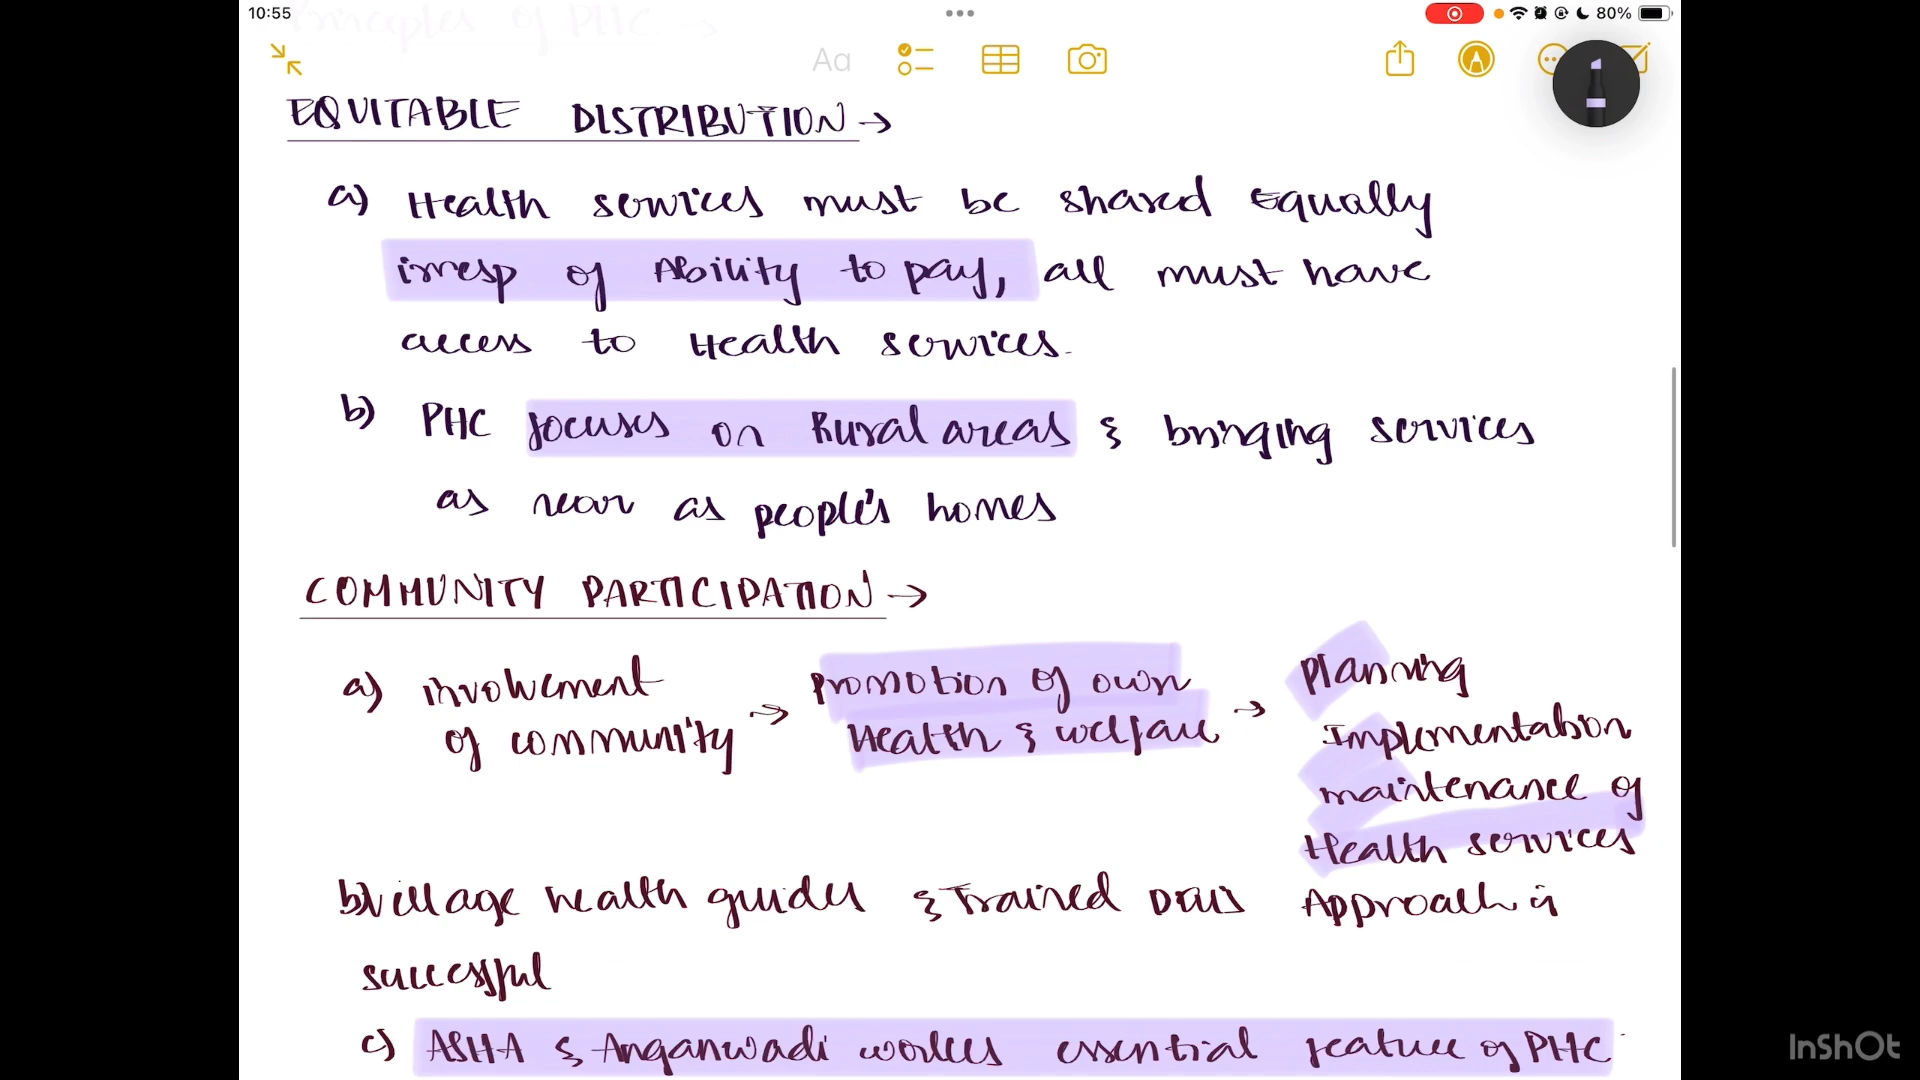 10:55
80%
Principles of PHC →
Aa
EQUITABLE DISTRIBUTION →
a) Health services must be shared Equally
irresp of Ability to pay, all must have
access to Health services.
b) PHC focuses on Rural areas & bringing services
as near as people's homes
COMMUNITY PARTICIPATION →
a) involvement of community → promotion of own Health & welfare → Planning
Implementation
maintenance of
Health services
b) village health guides & Trained Dais Approach is
successful
c) ASHA & Anganwadi workers essential feature of PHC
InShOt